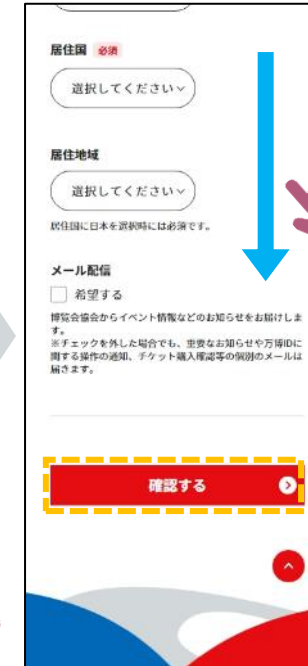 居住国 必須
選択してください
居住地域
選択してください
居住国に日本を選択時には必須です。
メール配信
希望する
博覧会協会からイベント情報などのお知らせをお届けしま
す。
※チェックを外した場合でも、重要なお知らせや万博IDに
関する操作の通知、チケット購入確認等の個別のメールは
届きます。
確認する